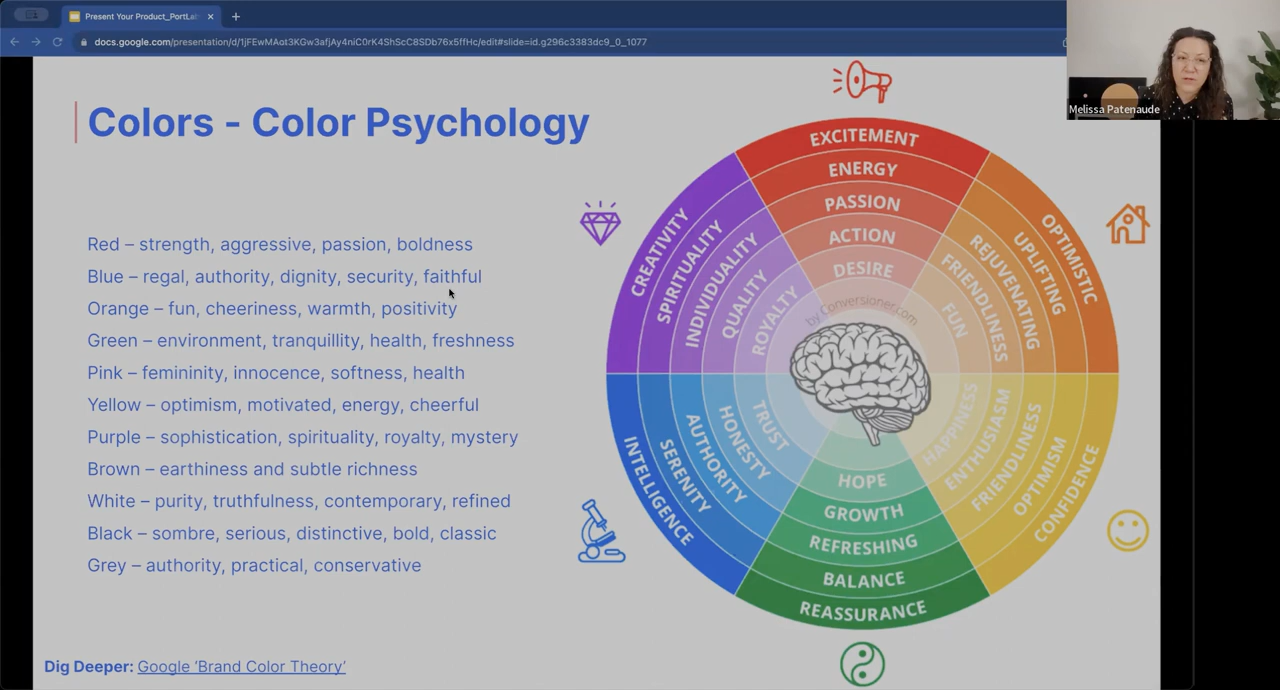 Present Your Product_PortLa
docs.google.com/presentation/d/1jFEwMAot3KGw3afjAy4niC0rK4ShScC8SDb76x5ffHc/edit#slide=id.g296c3383dc9_0_1077
Melissa Patenaude
Colors - Color Psychology
Red – strength, aggressive, passion, boldness
Blue – regal, authority, dignity, security, faithful
Orange – fun, cheeriness, warmth, positivity
Green – environment, tranquillity, health, freshness
Pink – femininity, innocence, softness, health
Yellow – optimism, motivated, energy, cheerful
Purple – sophistication, spirituality, royalty, mystery
Brown – earthiness and subtle richness
White – purity, truthfulness, contemporary, refined
Black – sombre, serious, distinctive, bold, classic
Grey – authority, practical, conservative
Dig Deeper: Google ‘Brand Color Theory’
EXCITEMENT
ENERGY
PASSION
ACTION
DESIRE
OPTIMISTIC
UPLIFTING
REJUVENATING
FRIENDLINESS
FUN
CONFIDENCE
OPTIMISM
FRIENDLINESS
ENTHUSIASM
HAPPINESS
HOPE
GROWTH
REFRESHING
BALANCE
REASSURANCE
INTELLIGENCE
SERENITY
AUTHORITY
HONESTY
TRUST
CREATIVITY
SPIRITUALITY
INDIVIDUALITY
QUALITY
ROYALTY
by Conversioner.com